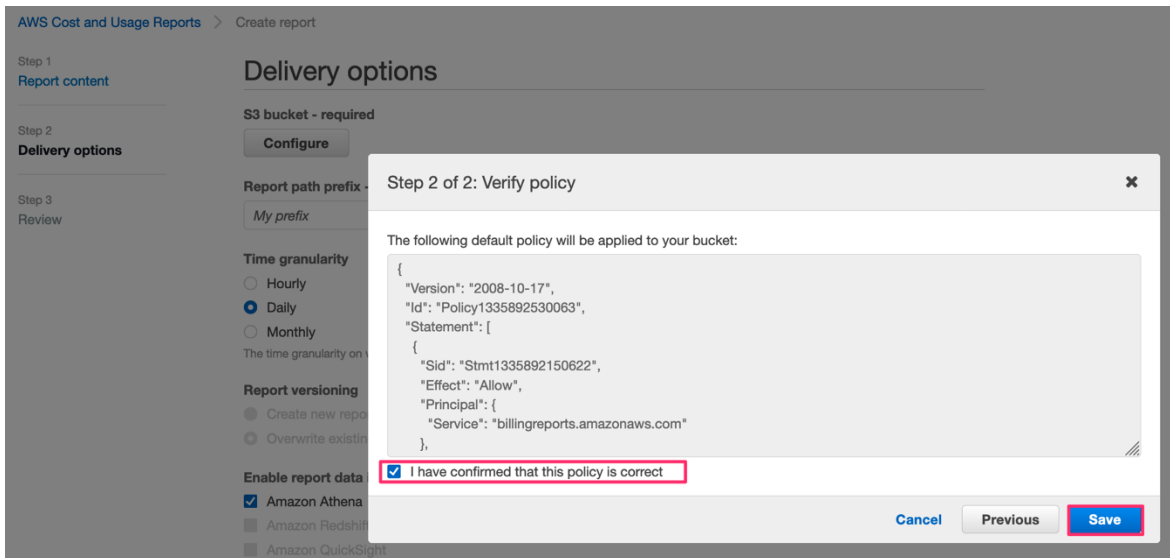 AWS Cost and Usage Reports > Create report
Step 1
Report content
Step 2
Delivery options
Step 3
Review
Delivery options
S3 bucket - required
Configure
Report path prefix -
My prefix
Time granularity
Hourly
Daily
Monthly
The time granularity on
Report versioning
Create new repo
Overwrite existin
Enable report data
Amazon Athena
Amazon Redshift
Amazon QuickSight
Step 2 of 2: Verify policy
The following default policy will be applied to your bucket:
{
"Version": "2008-10-17",
"Id": "Policy1335892530063",
"Statement": [
{
"Sid": "Stmt1335892150622",
"Effect": "Allow",
"Principal": {
"Service": "billingreports.amazonaws.com"
},
I have confirmed that this policy is correct
Cancel
Previous
Save